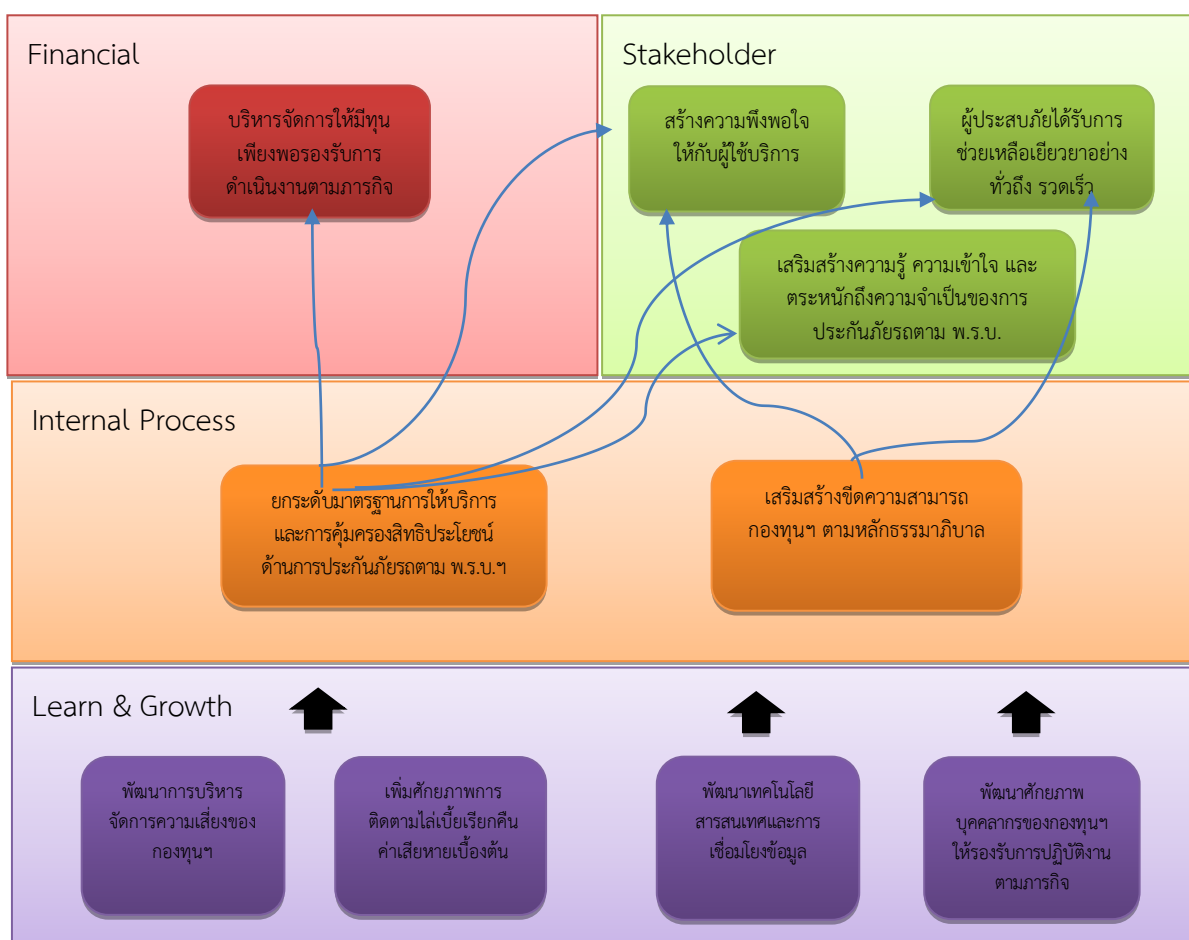 Financial
บริหารจัดการให้มีทุน
เพียงพอรองรับการ
ดำเนินงานตามภารกิจ
Stakeholder
สร้างความพึงพอใจ
ให้กับผู้ใช้บริการ
ผู้ประสบภัยได้รับการ
ช่วยเหลือเยียวยาอย่าง
ทั่วถึง รวดเร็ว
เสริมสร้างความรู้ ความเข้าใจ และ
ตระหนักถึงความจำเป็นของการ
ประกันภัยรถตาม พ.ร.บ.
Internal Process
ยกระดับมาตรฐานการให้บริการ
และการคุ้มครองสิทธิประโยชน์
ด้านการประกันภัยรถตาม พ.ร.บ.ฯ
เสริมสร้างขีดความสามารถ
กองทุนฯ ตามหลักธรรมาภิบาล
Learn & Growth
พัฒนาการบริหาร
จัดการความเสี่ยงของ
กองทุนฯ
เพิ่มศักยภาพการ
ติดตามไล่เบี้ยเรียกคืน
ค่าเสียหายเบื้องต้น
พัฒนาเทคโนโลยี
สารสนเทศและการ
เชื่อมโยงข้อมูล
พัฒนาศักยภาพ
บุคคลากรของกองทุนฯ
ให้รองรับการปฏิบัติงาน
ตามภารกิจ